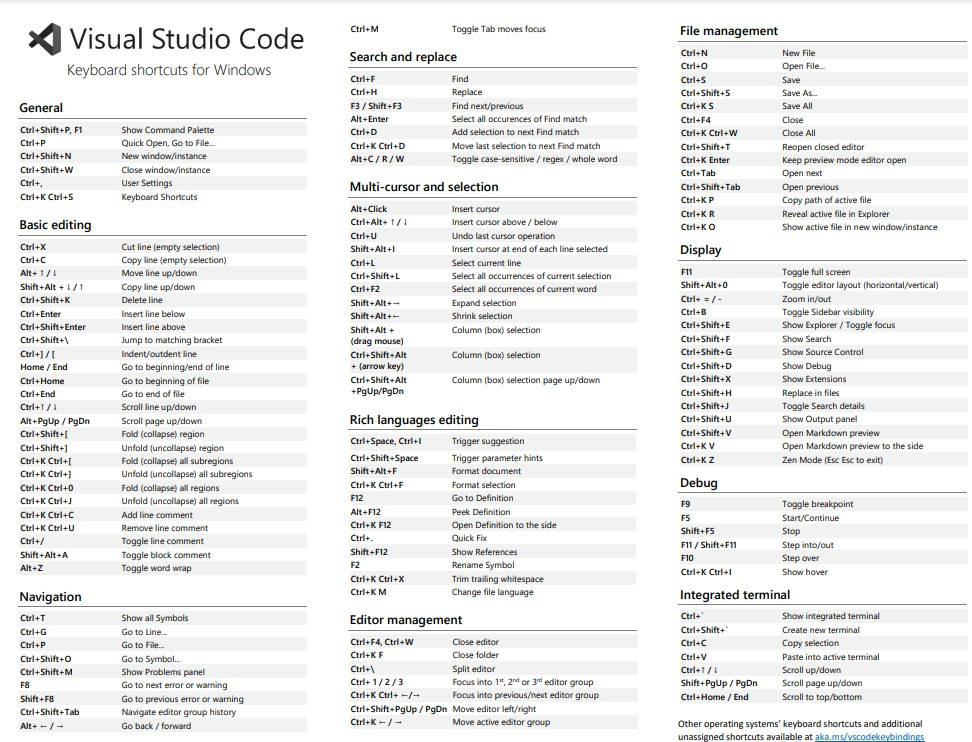 Visual Studio Code
Keyboard shortcuts for Windows
General
Ctrl+Shift+P, F1 Show Command Palette
Ctrl+P Quick Open, Go to File...
Ctrl+Shift+N New window/instance
Ctrl+Shift+W Close window/instance
Ctrl+, User Settings
Ctrl+K Ctrl+S Keyboard Shortcuts
Basic editing
Ctrl+X Cut line (empty selection)
Ctrl+C Copy line (empty selection)
Alt+ ↑ / ↓ Move line up/down
Shift+Alt + ↓ / ↑ Copy line up/down
Ctrl+Shift+K Delete line
Ctrl+Enter Insert line below
Ctrl+Shift+Enter Insert line above
Ctrl+Shift+\ Jump to matching bracket
Ctrl+] / [ Indent/outdent line
Home / End Go to beginning/end of line
Ctrl+Home Go to beginning of file
Ctrl+End Go to end of file
Ctrl+↑ / ↓ Scroll line up/down
Alt+PgUp / PgDn Scroll page up/down
Ctrl+Shift+[ Fold (collapse) region
Ctrl+Shift+] Unfold (uncollapse) region
Ctrl+K Ctrl+[ Fold (collapse) all subregions
Ctrl+K Ctrl+] Unfold (uncollapse) all subregions
Ctrl+K Ctrl+0 Fold (collapse) all regions
Ctrl+K Ctrl+J Unfold (uncollapse) all regions
Ctrl+K Ctrl+C Add line comment
Ctrl+K Ctrl+U Remove line comment
Ctrl+/ Toggle line comment
Shift+Alt+A Toggle block comment
Alt+Z Toggle word wrap
Navigation
Ctrl+T Show all Symbols
Ctrl+G Go to Line...
Ctrl+P Go to File...
Ctrl+Shift+O Go to Symbol...
Ctrl+Shift+M Show Problems panel
F8 Go to next error or warning
Shift+F8 Go to previous error or warning
Ctrl+Shift+Tab Navigate editor group history
Alt+ ← / → Go back / forward
Ctrl+M Toggle Tab moves focus
Search and replace
Ctrl+F Find
Ctrl+H Replace
F3 / Shift+F3 Find next/previous
Alt+Enter Select all occurences of Find match
Ctrl+D Add selection to next Find match
Ctrl+K Ctrl+D Move last selection to next Find match
Alt+C / R / W Toggle case-sensitive / regex / whole word
Multi-cursor and selection
Alt+Click Insert cursor
Ctrl+Alt+ ↑ / ↓ Insert cursor above / below
Ctrl+U Undo last cursor operation
Shift+Alt+I Insert cursor at end of each line selected
Ctrl+L Select current line
Ctrl+Shift+L Select all occurrences of current selection
Ctrl+F2 Select all occurrences of current word
Shift+Alt+→ Expand selection
Shift+Alt+← Shrink selection
Shift+Alt + Column (box) selection
(drag mouse)
Ctrl+Shift+Alt Column (box) selection
+ (arrow key)
Ctrl+Shift+Alt Column (box) selection page up/down
+PgUp/PgDn
Rich languages editing
Ctrl+Space, Ctrl+I Trigger suggestion
Ctrl+Shift+Space Trigger parameter hints
Shift+Alt+F Format document
Ctrl+K Ctrl+F Format selection
F12 Go to Definition
Alt+F12 Peek Definition
Ctrl+K F12 Open Definition to the side
Ctrl+. Quick Fix
Shift+F12 Show References
F2 Rename Symbol
Ctrl+K Ctrl+X Trim trailing whitespace
Ctrl+K M Change file language
Editor management
Ctrl+F4, Ctrl+W Close editor
Ctrl+K F Close folder
Ctrl+\ Split editor
Ctrl+ 1 / 2 / 3 Focus into 1st, 2nd or 3rd editor group
Ctrl+K Ctrl+ ←/→ Focus into previous/next editor group
Ctrl+Shift+PgUp / PgDn Move editor left/right
Ctrl+K ← / → Move active editor group
File management
Ctrl+N New File
Ctrl+O Open File...
Ctrl+S Save
Ctrl+Shift+S Save As...
Ctrl+K S Save All
Ctrl+F4 Close
Ctrl+K Ctrl+W Close All
Ctrl+Shift+T Reopen closed editor
Ctrl+K Enter Keep preview mode editor open
Ctrl+Tab Open next
Ctrl+Shift+Tab Open previous
Ctrl+K P Copy path of active file
Ctrl+K R Reveal active file in Explorer
Ctrl+K O Show active file in new window/instance
Display
F11 Toggle full screen
Shift+Alt+0 Toggle editor layout (horizontal/vertical)
Ctrl+ = / - Zoom in/out
Ctrl+B Toggle Sidebar visibility
Ctrl+Shift+E Show Explorer / Toggle focus
Ctrl+Shift+F Show Search
Ctrl+Shift+G Show Source Control
Ctrl+Shift+D Show Debug
Ctrl+Shift+X Show Extensions
Ctrl+Shift+H Replace in files
Ctrl+Shift+J Toggle Search details
Ctrl+Shift+U Show Output panel
Ctrl+Shift+V Open Markdown preview
Ctrl+K V Open Markdown preview to the side
Ctrl+K Z Zen Mode (Esc Esc to exit)
Debug
F9 Toggle breakpoint
F5 Start/Continue
Shift+F5 Stop
F11 / Shift+F11 Step into/out
F10 Step over
Ctrl+K Ctrl+I Show hover
Integrated terminal
Ctrl+` Show integrated terminal
Ctrl+Shift+` Create new terminal
Ctrl+C Copy selection
Ctrl+V Paste into active terminal
Ctrl+↑ / ↓ Scroll up/down
Shift+PgUp / PgDn Scroll page up/down
Ctrl+Home / End Scroll to top/bottom
Other operating systems' keyboard shortcuts and additional
unassigned shortcuts available at aka.ms/vscodekeybindings